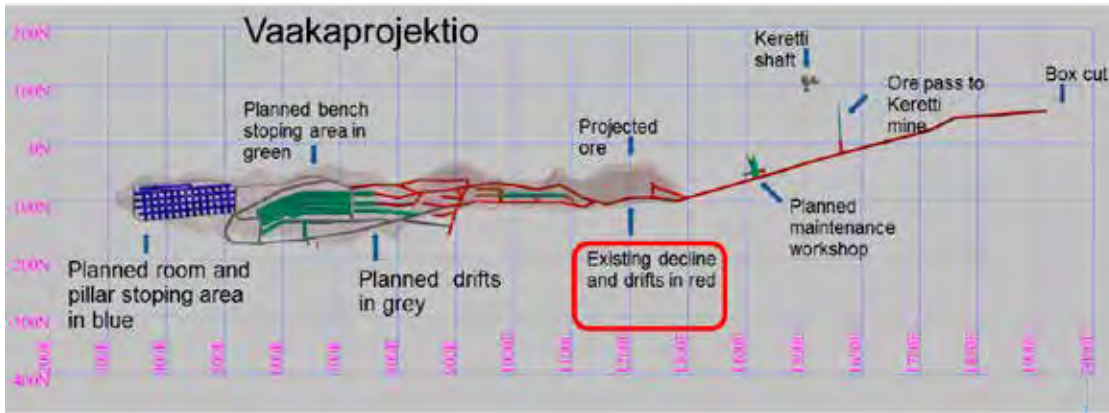 Vaakaprojektio
Keretti
shaft
Ore pass to
Keretti
mine
Box cut
Planned bench
stoping area in
green
Projected
ore
Planned room and
pillar stoping area
in blue
Planned drifts
in grey
Existing decline
and drifts in red
Planned
maintenance
workshop
200N
100N
0N
-100N
-200N
-300N
-400N